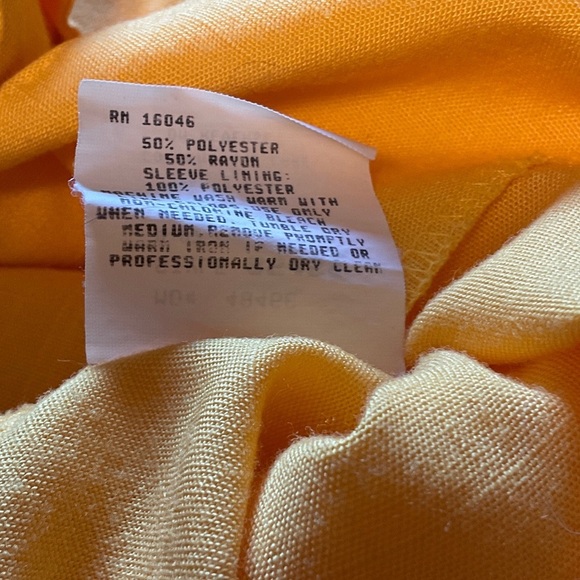 RN 16046
50% POLYESTER
50% RAYON
SLEEVE LINING:
100% POLYESTER
MACHINE WASH WARM WITH
USE ONLY
NON-CHLORINE BLEACH
WHEN NEEDED. TUMBLE DRY
MEDIUM. REMOVE PROMPTLY
WARM IRON IF NEEDED OR
PROFESSIONALLY DRY CLEAN